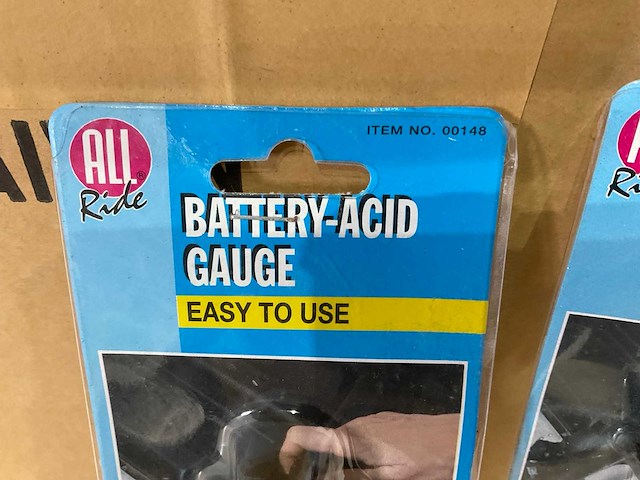 ALL®
Ride
ITEM NO. 00148
BATTERY-ACID
GAUGE
EASY TO USE